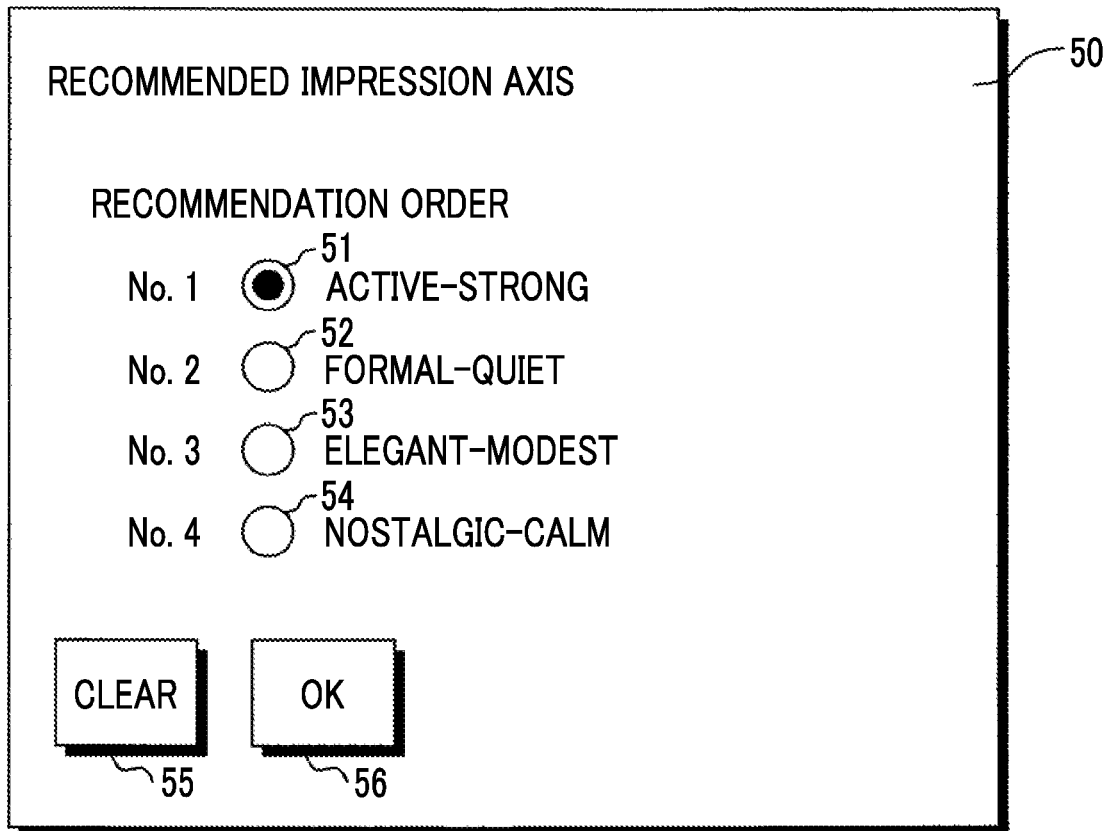 50
RECOMMENDED IMPRESSION AXIS
RECOMMENDATION ORDER
51
No. 1 ACTIVE-STRONG
52
No. 2 FORMAL-QUIET
53
No. 3 ELEGANT-MODEST
54
No. 4 NOSTALGIC-CALM
CLEAR OK
55 56